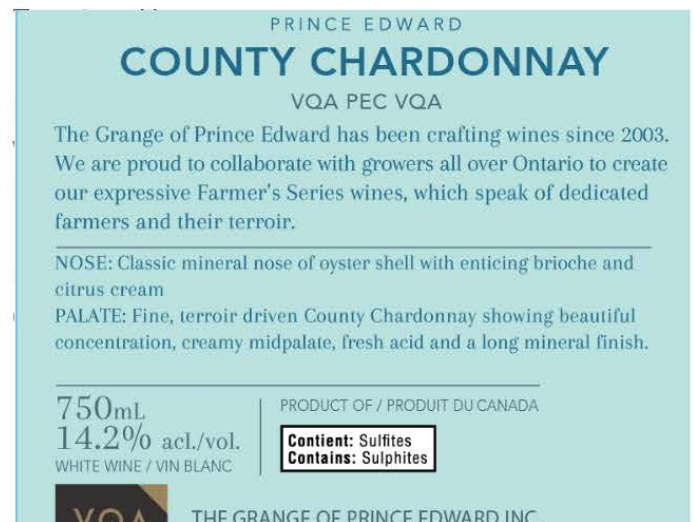 PRINCE EDWARD
COUNTY CHARDONNAY
VQA PEC VQA
The Grange of Prince Edward has been crafting wines since 2003.
We are proud to collaborate with growers all over Ontario to create
our expressive Farmer's Series wines, which speak of dedicated
farmers and their terroir.
NOSE: Classic mineral nose of oyster shell with enticing brioche and
citrus cream
PALATE: Fine, terroir driven County Chardonnay showing beautiful
concentration, creamy midpalate, fresh acid and a long mineral finish.
750mL
14.2% acl./vol.
WHITE WINE / VIN BLANC
PRODUCT OF / PRODUIT DU CANADA
Contient: Sulfites
Contains: Sulphites
VQA
THE GRANGE OF PRINCE EDWARD INC